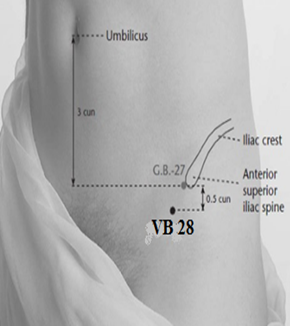 Umbilicus
3 cun
Iliac crest
G.B.-27
Anterior
superior
iliac spine
0.5 cun
VB 28